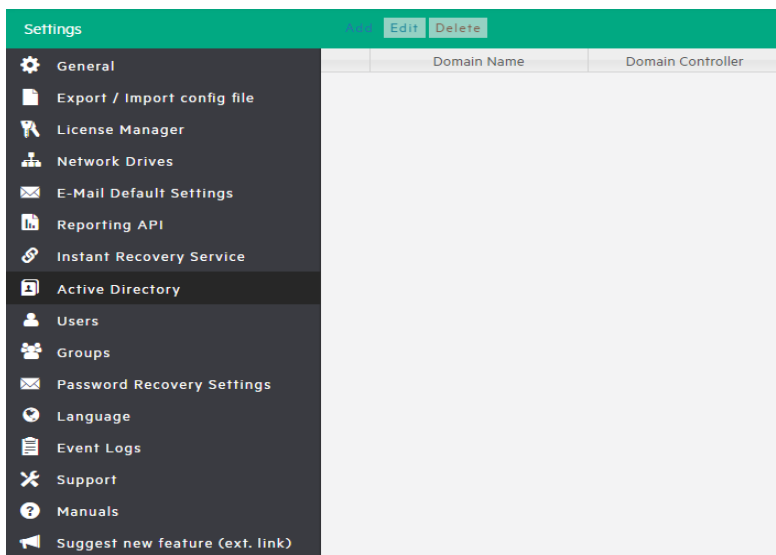 Settings Add Edit Delete
Domain Name Domain Controller
General
Export / Import config file
License Manager
Network Drives
E-Mail Default Settings
Reporting API
Instant Recovery Service
Active Directory
Users
Groups
Password Recovery Settings
Language
Event Logs
Support
Manuals
Suggest new feature (ext. link)